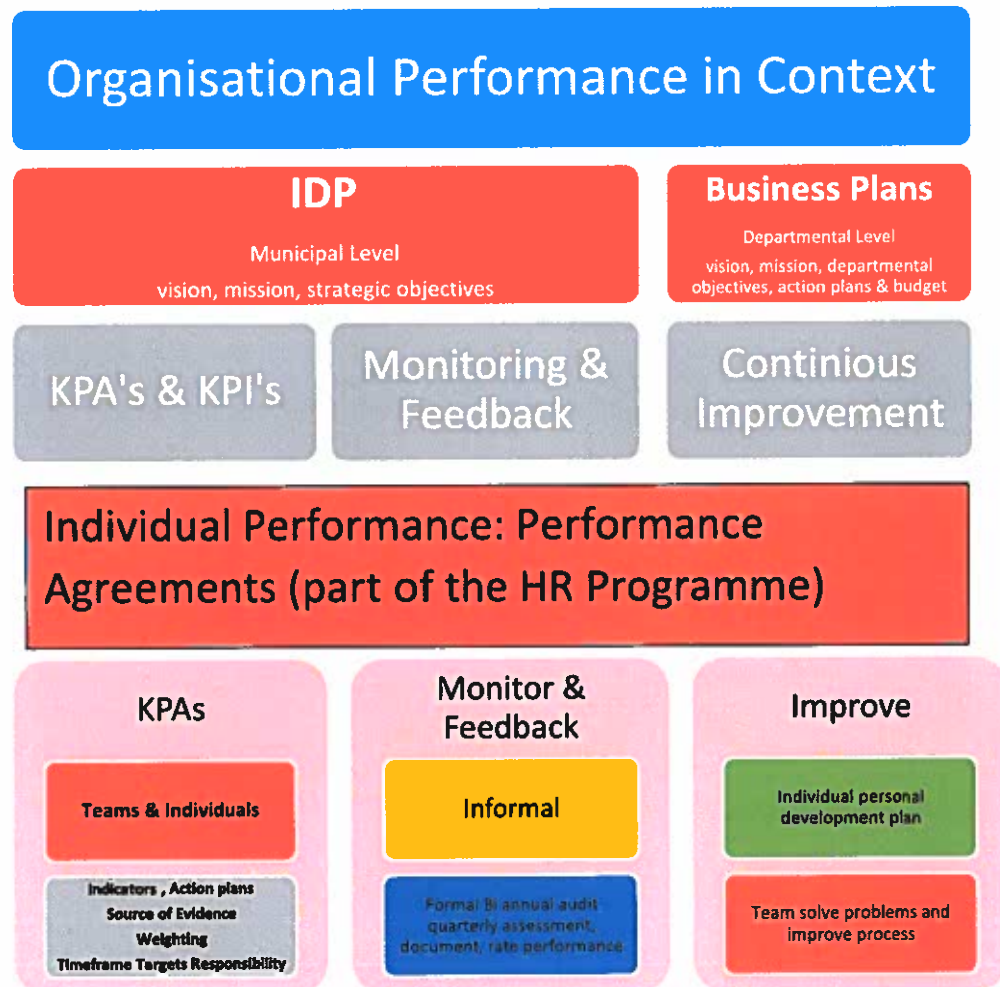 Organisational Performance in Context
IDP
Municipal Level
vision, mission, strategic objectives
Business Plans
Departmental Level
vision, mission, departmental
objectives, action plans & budget
KPA's & KPI's
Monitoring &
Feedback
Continious
Improvement
Individual Performance: Performance
Agreements (part of the HR Programme)
KPAs
Teams & Individuals
Indicators , Action plans
Source of Evidence
Weighting
Timeframe Targets Responsibility
Monitor &
Feedback
Informal
Formal Bi annual audit
quarterly assessment,
document, rate performance
Improve
Individual personal
development plan
Team solve problems and
improve process